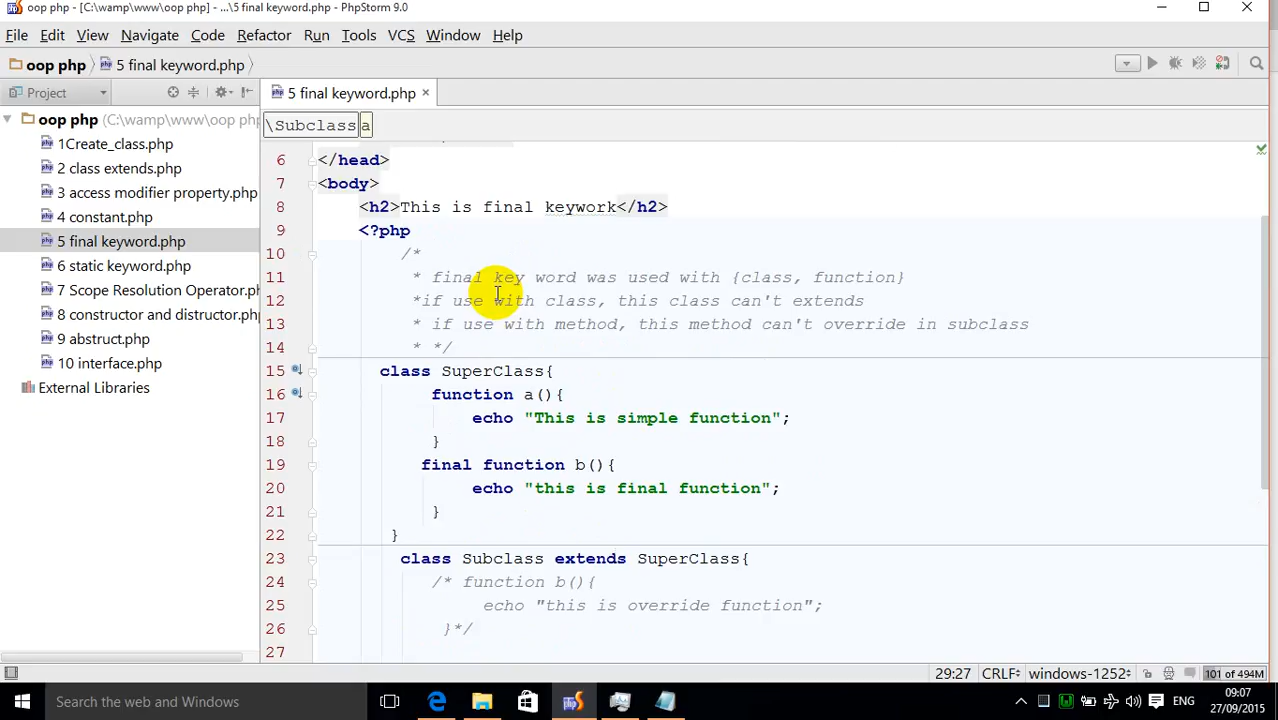 oop php - [C:\wamp\www\oop php] - ...\5 final keyword.php - PhpStorm 9.0
File Edit View Navigate Code Refactor Run Tools VCS Window Help
oop php 5 final keyword.php
Project
5 final keyword.php
\Subclass a
oop php (C:\wamp\www\oop php)
1Create_class.php
2 class extends.php
3 access modifier property.php
4 constant.php
5 final keyword.php
6 static keyword.php
7 Scope Resolution Operator.php
8 constructor and distructor.php
9 abstruct.php
10 interface.php
External Libraries
6 </head>
7 <body>
8 <h2>This is final keywork</h2>
9 <?php
10 /*
11 * final key word was used with {class, function}
12 *if use with class, this class can't extends
13 * if use with method, this method can't override in subclass
14 * */
15 class SuperClass{
16 function a(){
17 echo "This is simple function";
18 }
19 final function b(){
20 echo "this is final function";
21 }
22 }
23 class Subclass extends SuperClass{
24 /* function b(){
25 echo "this is override function";
26 }*/
27
29:27 CRLF windows-1252 101 of 494M
Search the web and Windows
ENG
09:07
27/09/2015